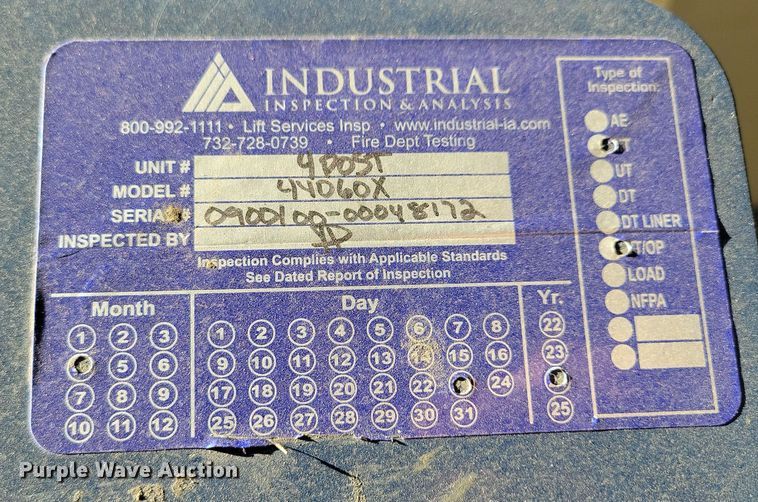 INDUSTRIAL
INSPECTION & ANALYSIS
800-992-1111 • Lift Services Insp • www.industrial-ia.com
732-728-0739 • Fire Dept Testing
UNIT # 4 POST
MODEL # 44060X
SERIAL # 0900100-00048172
INSPECTED BY
Inspection Complies with Applicable Standards
See Dated Report of Inspection
Type of
Inspection:
AE
UT
DT
DT LINER
LOAD
NFPA
Month
1 2 3
5 6
7 8 9
10 11 12
Day
1 2 3 4 5 6 7 8
9 10 11 12 13 14 15 16
17 18 19 20 21 22 24
25 26 27 28 29 30 31
Yr.
22
23
25
Purple Wave Auction